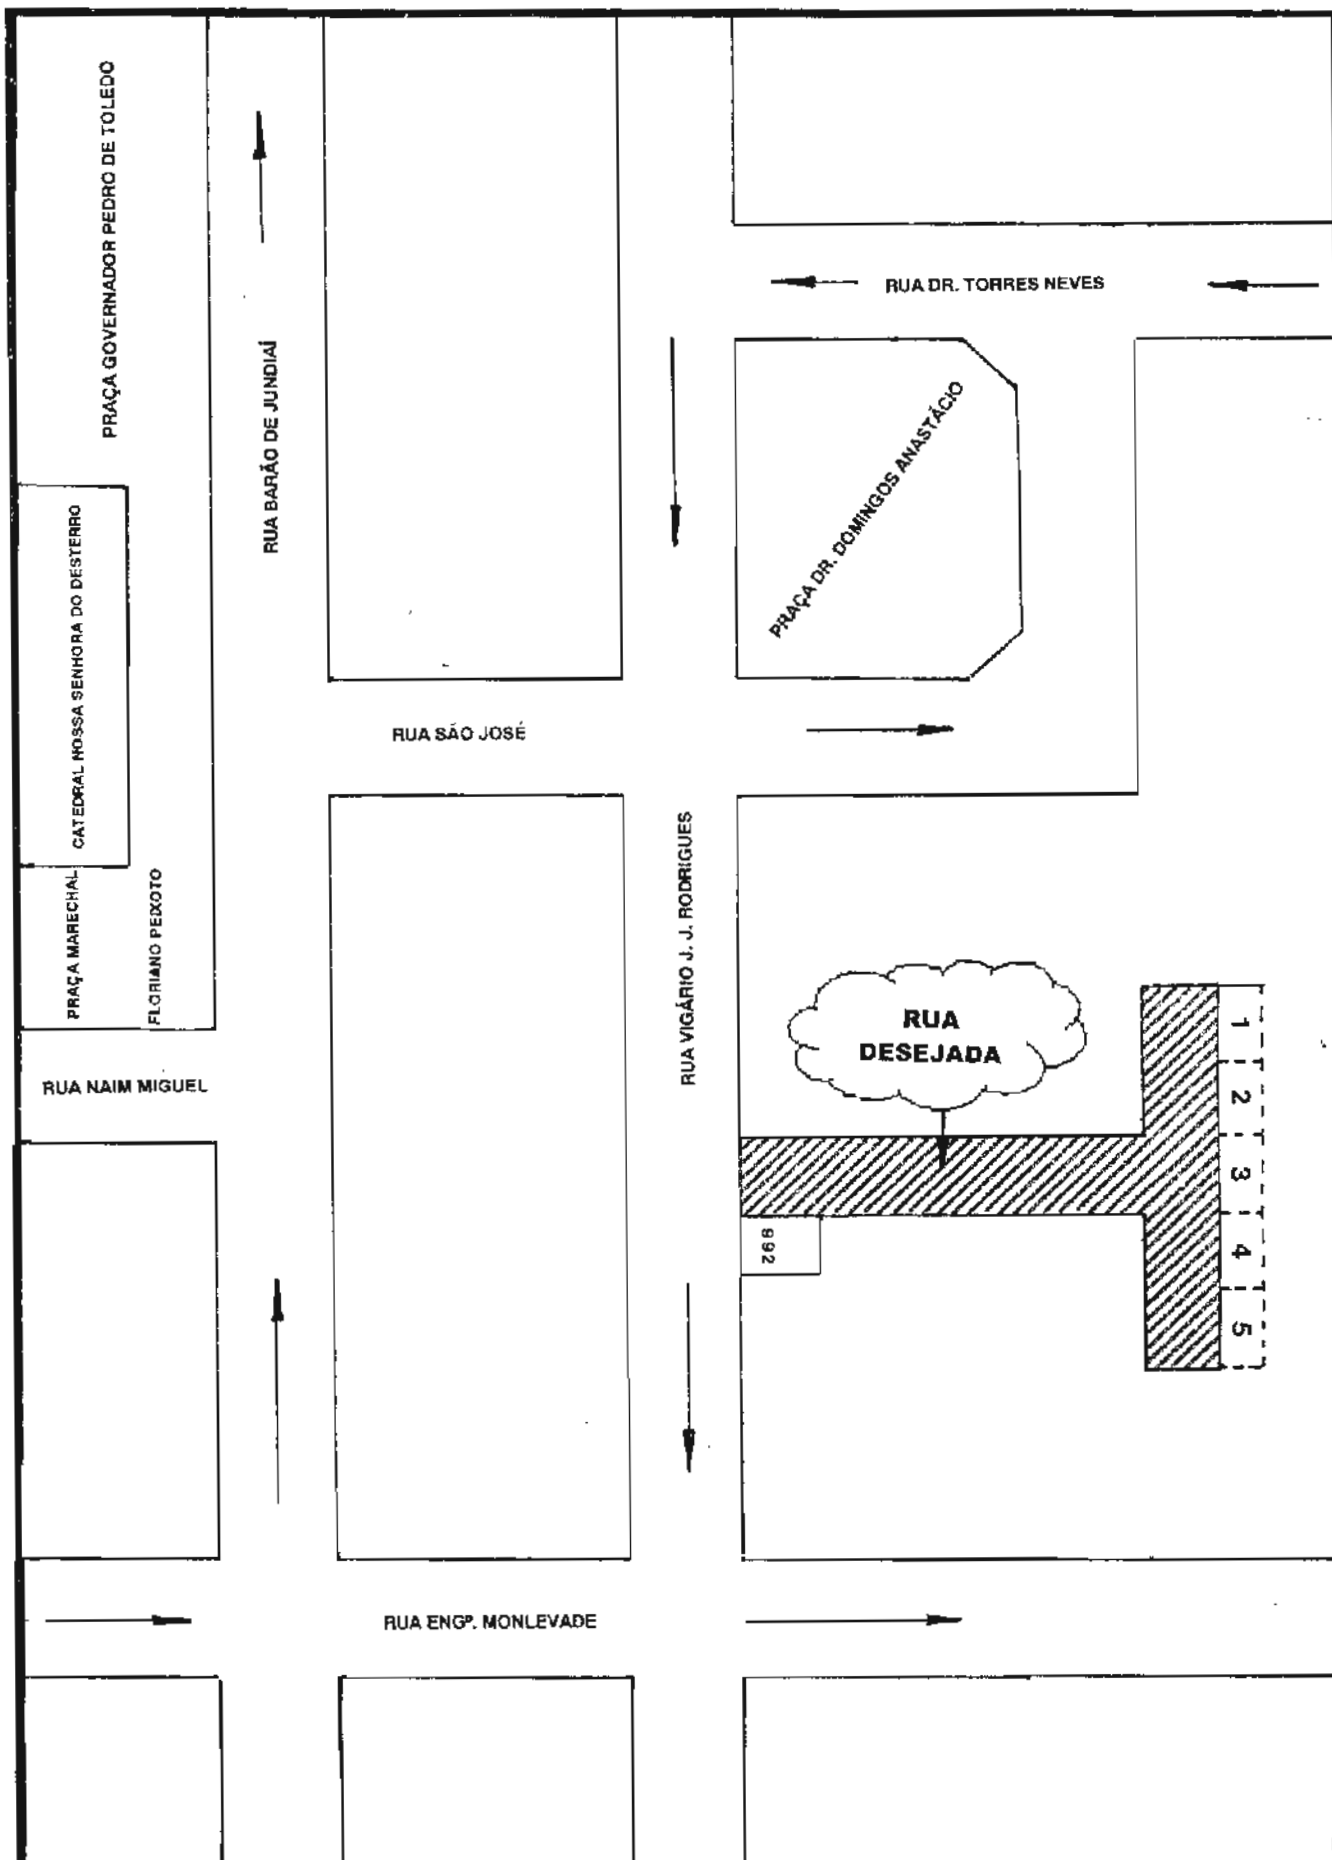 PRAÇA GOVERNADOR PEDRO DE TOLEDO
RUA DR. TORRES NEVES
RUA BARÃO DE JUNDIAÍ
PRAÇA DR. DOMINGOS ANASTÁCIO
CATEDRAL NOSSA SENHORA DO DESTERRO
RUA SÃO JOSÉ
PRAÇA MARECHAL
FLORIANO PEIXOTO
RUA VIGÁRIO J. J. RODRIGUES
RUA
DESEJADA
RUA NAIM MIGUEL
1
2
3
4
5
992
RUA ENGº. MONLEVADE